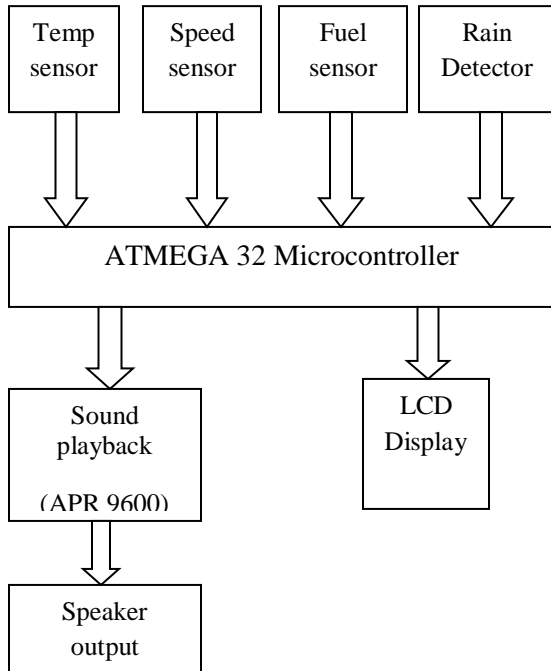 Temp
sensor
Speed
sensor
Fuel
sensor
Rain
Detector
ATMEGA 32 Microcontroller
Sound
playback
(APR 9600)
LCD
Display
Speaker
output